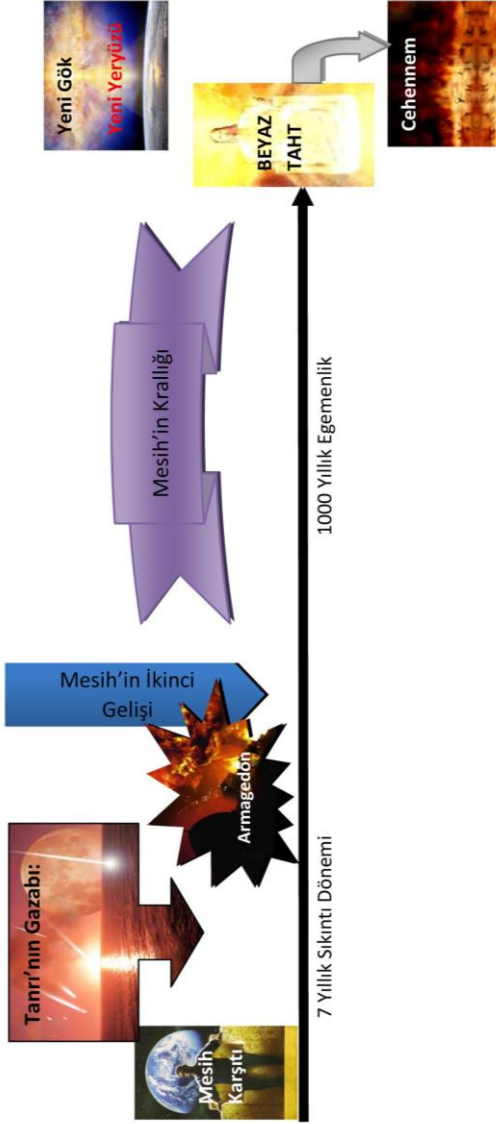 Tanrı’nın Gazabı:
Mesih
Karşıtı
Mesih’in İkinci
Gelişi
Armagedon
7 Yıllık Sıkıntı Dönemi
Mesih’in Krallığı
1000 Yıllık Egemenlik
Yeni Gök
Yeni Yeryüzü
BEYAZ
TAHT
Cehennem